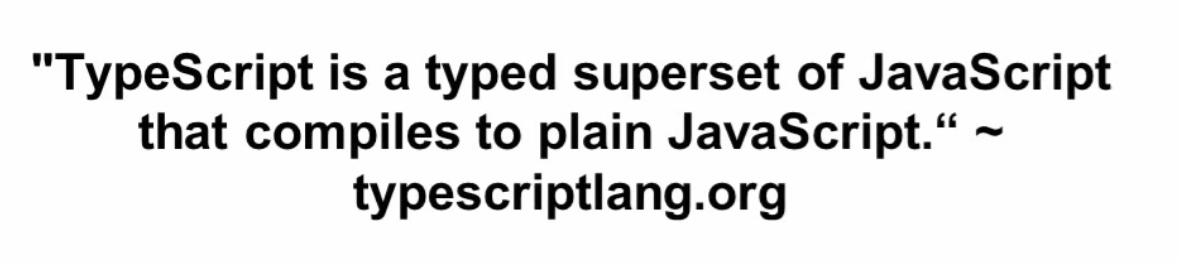 "TypeScript is a typed superset of JavaScript
that compiles to plain JavaScript.“ ~
typescriptlang.org